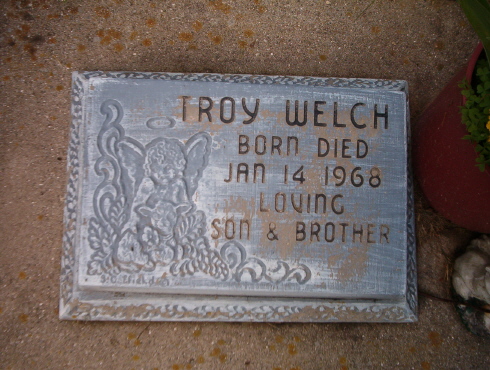 TROY WELCH
BORN DIED
JAN 14 1968
LOVING
SON & BROTHER